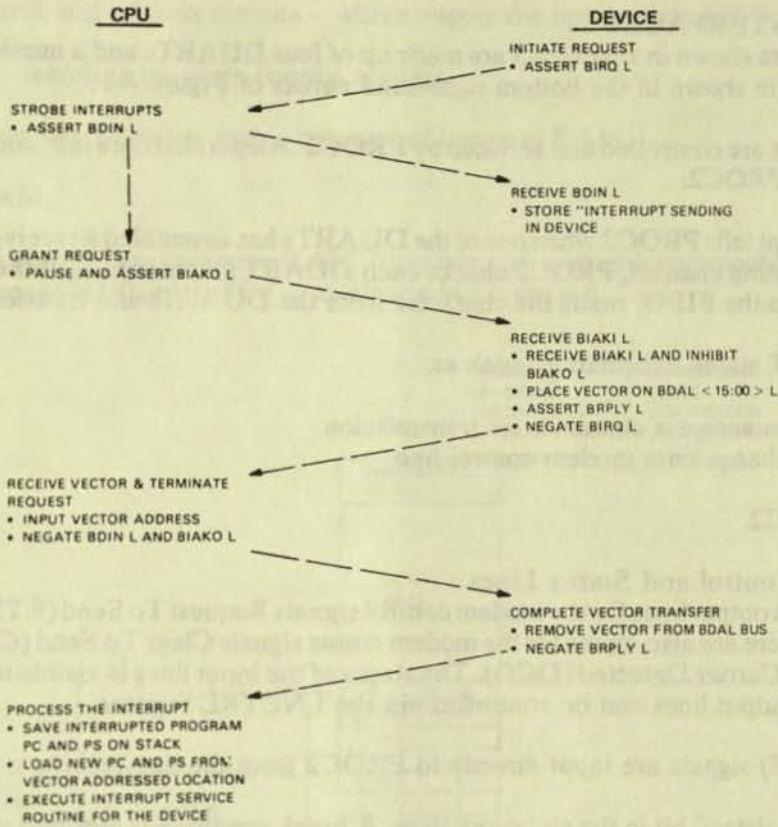 CPU
DEVICE
INITIATE REQUEST
• ASSERT BIRQ L
STROBE INTERRUPTS
• ASSERT BDIN L
RECEIVE BDIN L
• STORE "INTERRUPT SENDING
IN DEVICE
GRANT REQUEST
• PAUSE AND ASSERT BIAKO L
RECEIVE BIAKI L
• RECEIVE BIAKI L AND INHIBIT
BIAKO L
• PLACE VECTOR ON BDAL < 15:00 > L
• ASSERT BRPLY L
• NEGATE BIRQ L
RECEIVE VECTOR & TERMINATE
REQUEST
• INPUT VECTOR ADDRESS
• NEGATE BDIN L AND BIAKO L
COMPLETE VECTOR TRANSFER
• REMOVE VECTOR FROM BDAL BUS
• NEGATE BRPLY L
PROCESS THE INTERRUPT
• SAVE INTERRUPTED PROGRAM
PC AND PS ON STACK
• LOAD NEW PC AND PS FROM
VECTOR ADDRESSED LOCATION
• EXECUTE INTERRUPT SERVICE
ROUTINE FOR THE DEVICE